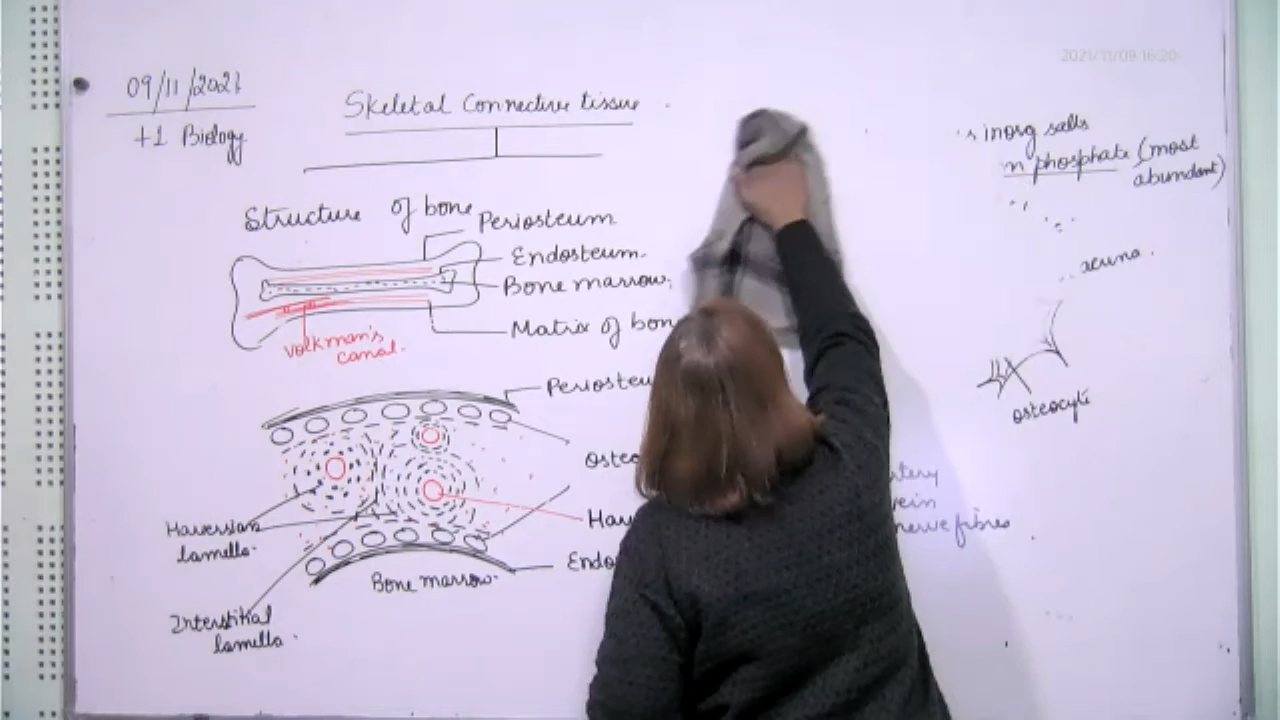 2021/11/09 16:20
09/11/2021
+1 Biology
Skeletal Connective tissue
inorg salts
phosphate (most
abundant)
Structure of bone
Periosteum
Endosteum
Bone marrow
Matrix of bon
Volkman's
canal
acuna
osteocyte
Periosteu
Osteo
Haversian
lamella
Hav
Endo
tery
vein
nerve fibres
Bone marrow
Interstitial
lamella